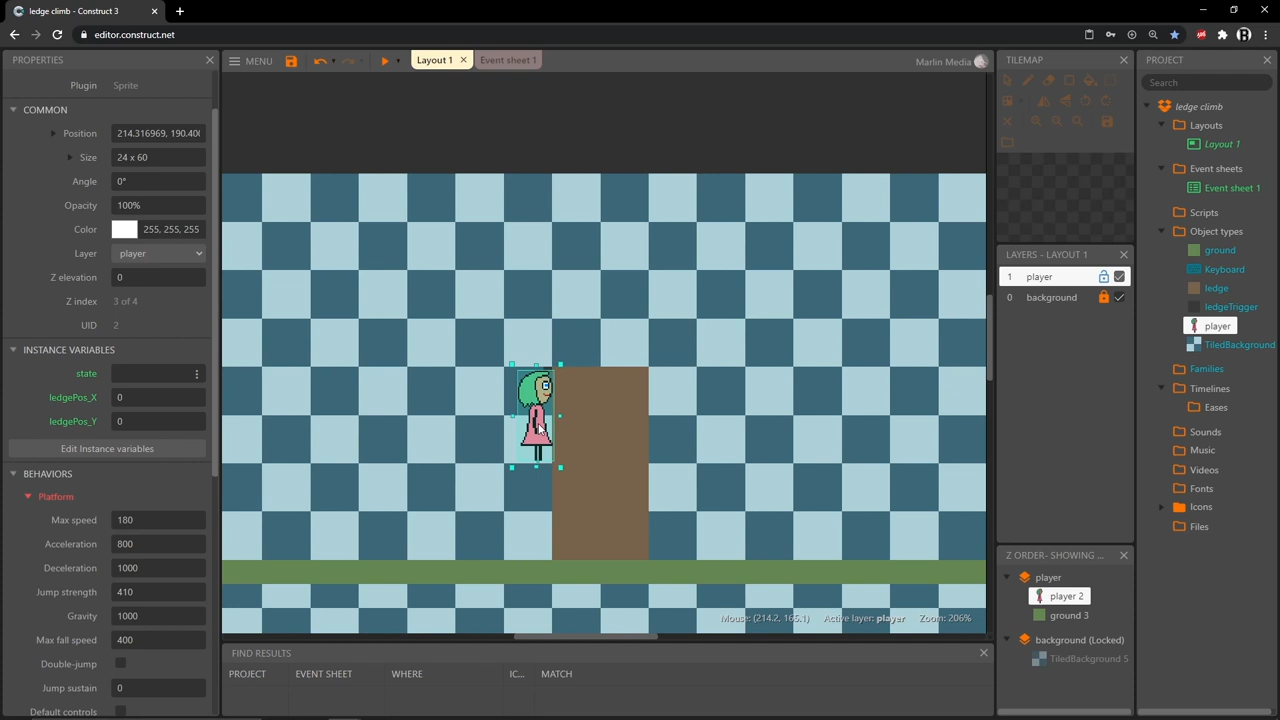 ledge climb - Construct 3
editor.construct.net
PROPERTIES
Plugin Sprite
COMMON
Position 214.316969, 190.40
Size 24 x 60
Angle 0°
Opacity 100%
Color 255, 255, 255
Layer player
Z elevation 0
Z index 3 of 4
UID 2
INSTANCE VARIABLES
state
ledgePos_X 0
ledgePos_Y 0
Edit Instance variables
BEHAVIORS
Platform
Max speed 180
Acceleration 800
Deceleration 1000
Jump strength 410
Gravity 1000
Max fall speed 400
Double-jump
Jump sustain 0
Default controls
MENU
Layout 1
Event sheet 1
Marlin Media
Mouse: (214.2, 165.1) Active layer: player Zoom: 206%
FIND RESULTS
PROJECT EVENT SHEET WHERE IC... MATCH
TILEMAP
LAYERS - LAYOUT 1
1 player
0 background
Z ORDER- SHOWING ...
player
player 2
ground 3
background (Locked)
TiledBackground 5
PROJECT
Search
ledge climb
Layouts
Layout 1
Event sheets
Event sheet 1
Scripts
Object types
ground
Keyboard
ledge
ledgeTrigger
player
TiledBackground
Families
Timelines
Eases
Sounds
Music
Videos
Fonts
Icons
Files